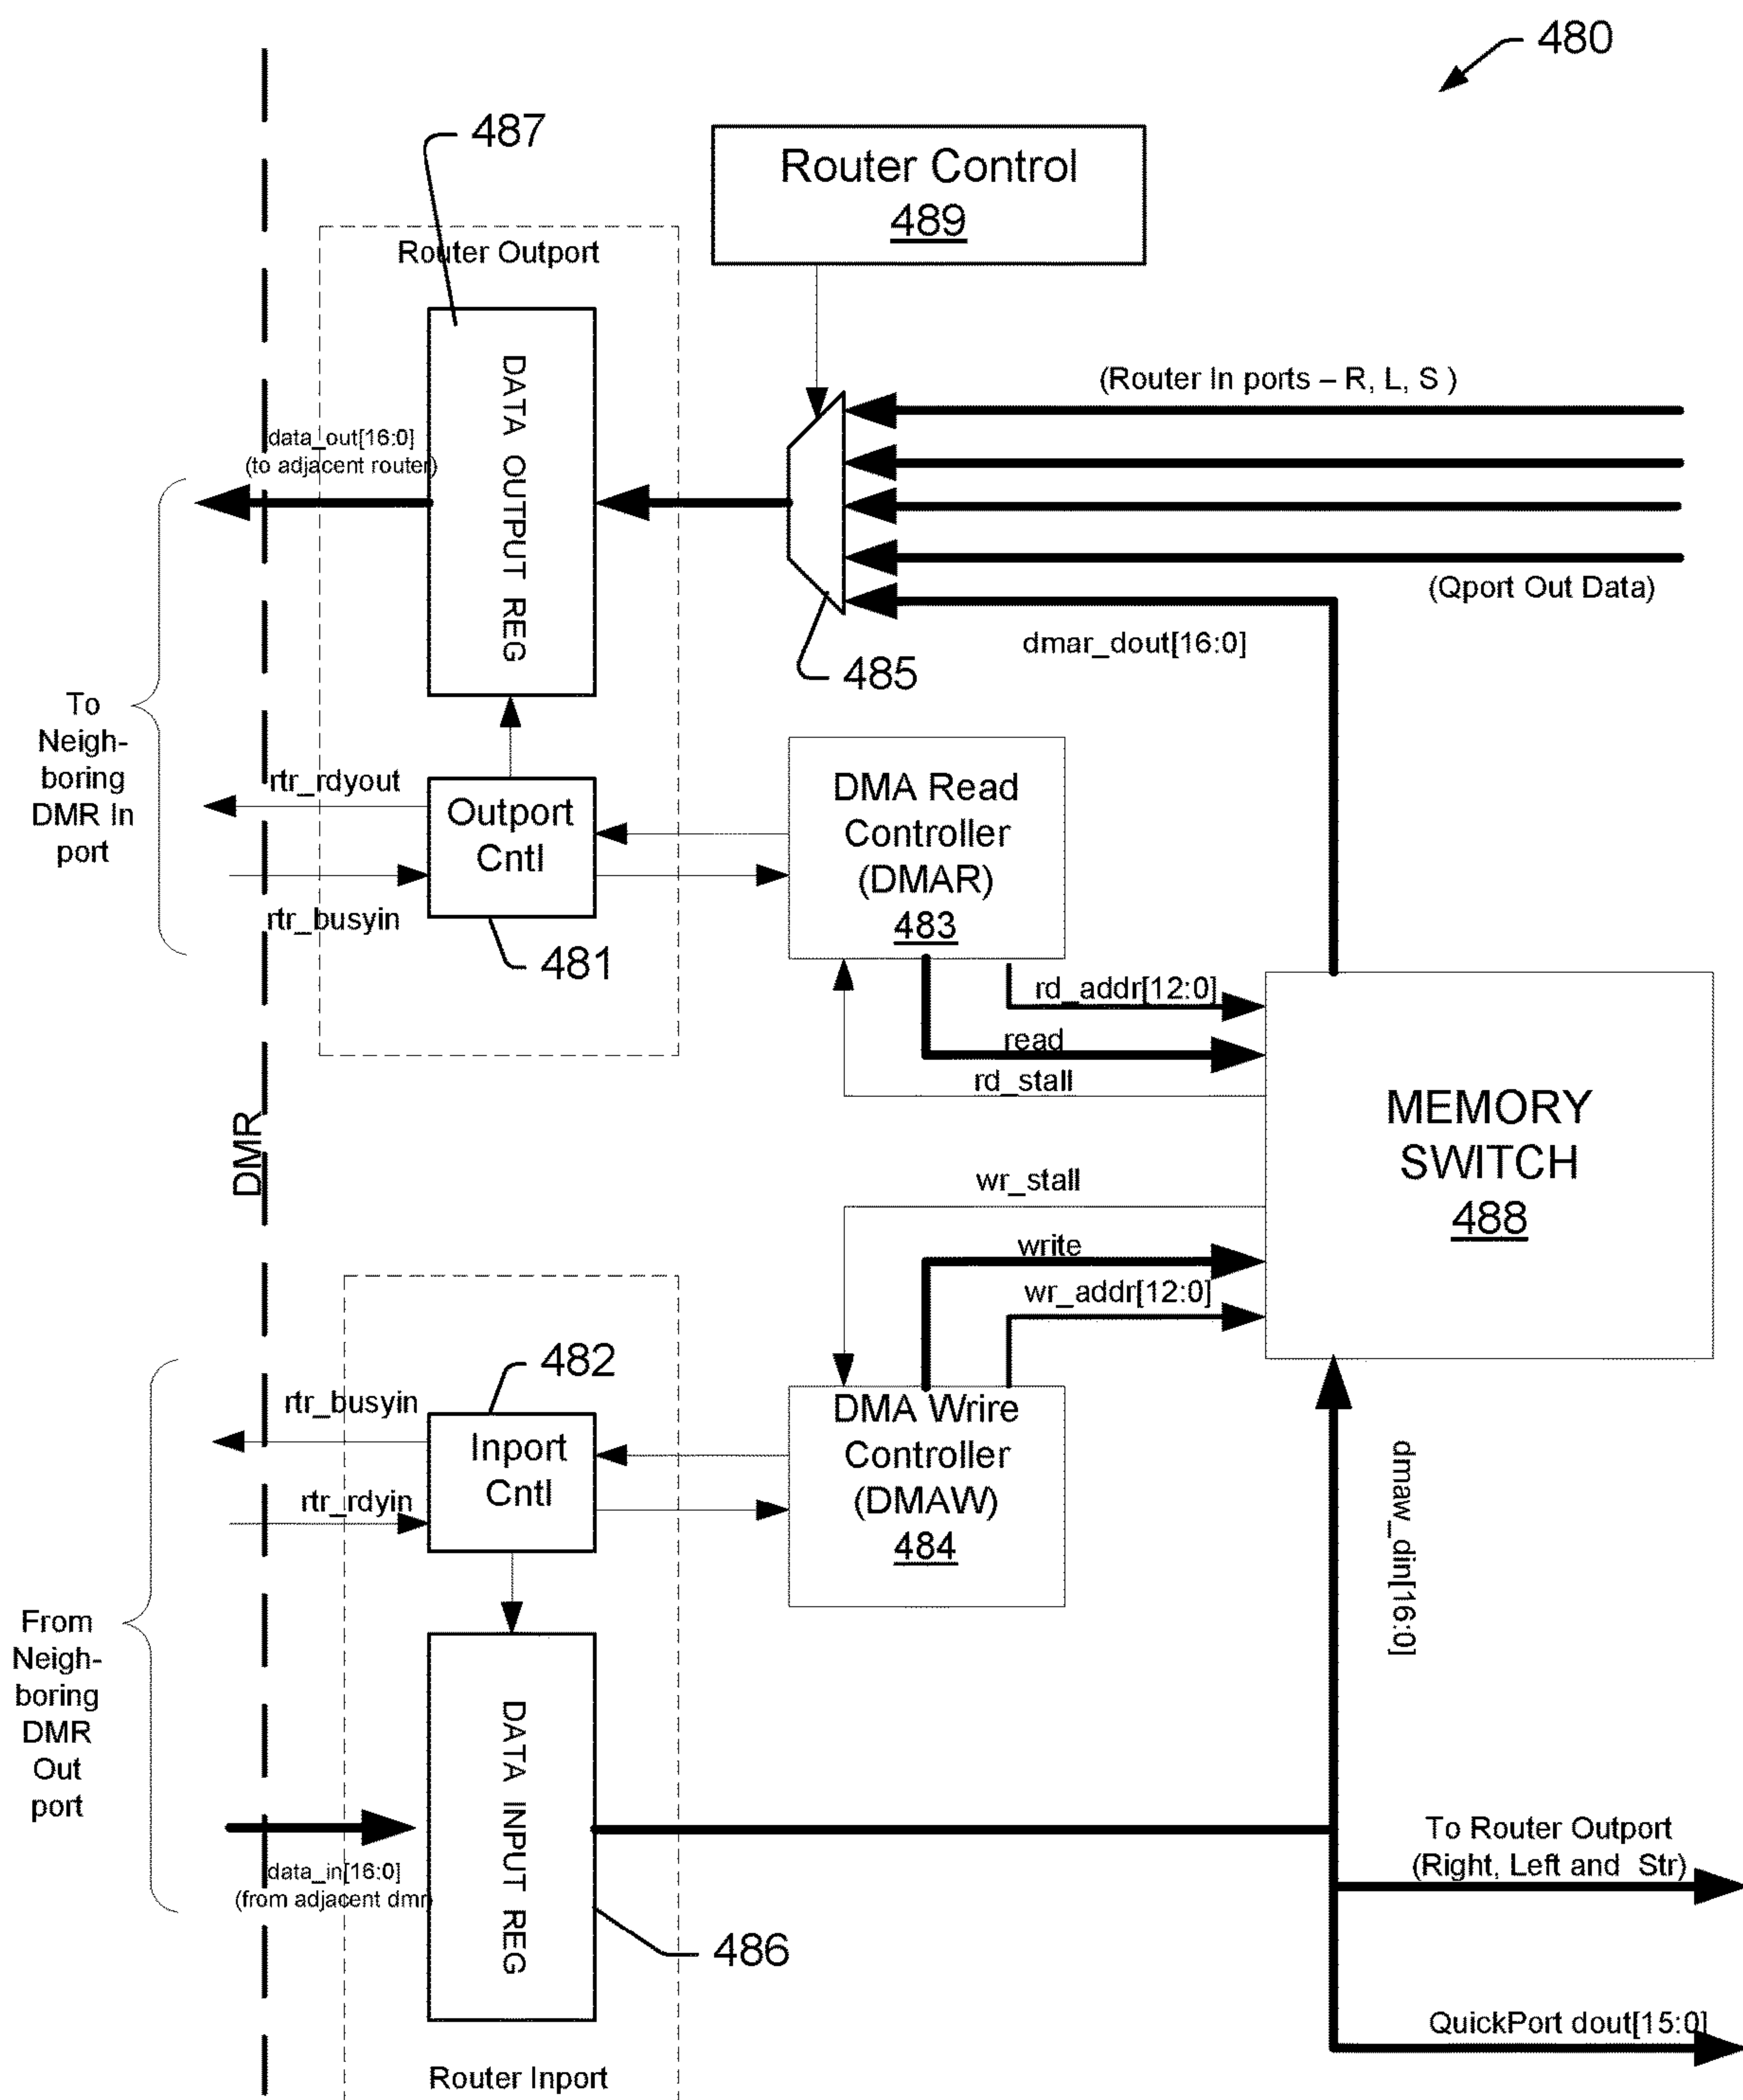 480
487
Router Control
489
Router Outport
DATA OUTPUT REG
(Router In ports – R, L, S )
data_out[16:0]
(to adjacent router)
(Qport Out Data)
dmar_dout[16:0]
485
To
Neigh-
boring
DMR In
port
rtr_rdyout
Outport
Cntl
rtr_busyin
481
DMA Read
Controller
(DMAR)
483
rd_addr[12:0]
read
rd_stall
DMR
MEMORY
SWITCH
488
wr_stall
write
wr_addr[12:0]
482
rtr_busyin
Inport
Cntl
rtr_rdyin
DMA Wrire
Controller
(DMAW)
484
dmaw_din[16:0]
From
Neigh-
boring
DMR
Out
port
DATA INPUT REG
data_in[16:0]
(from adjacent dmr)
486
To Router Outport
(Right, Left and Str)
QuickPort dout[15:0]
Router Inport